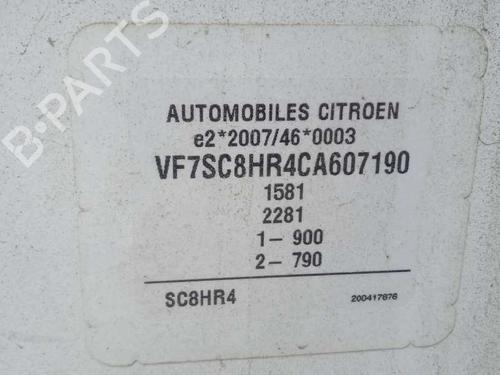 B-PARTS
AUTOMOBILES CITROEN
e2*2007/46*0003
VF7SC8HR4CA607190
1581
2281
1- 900
2- 790
SC8HR4
200417876